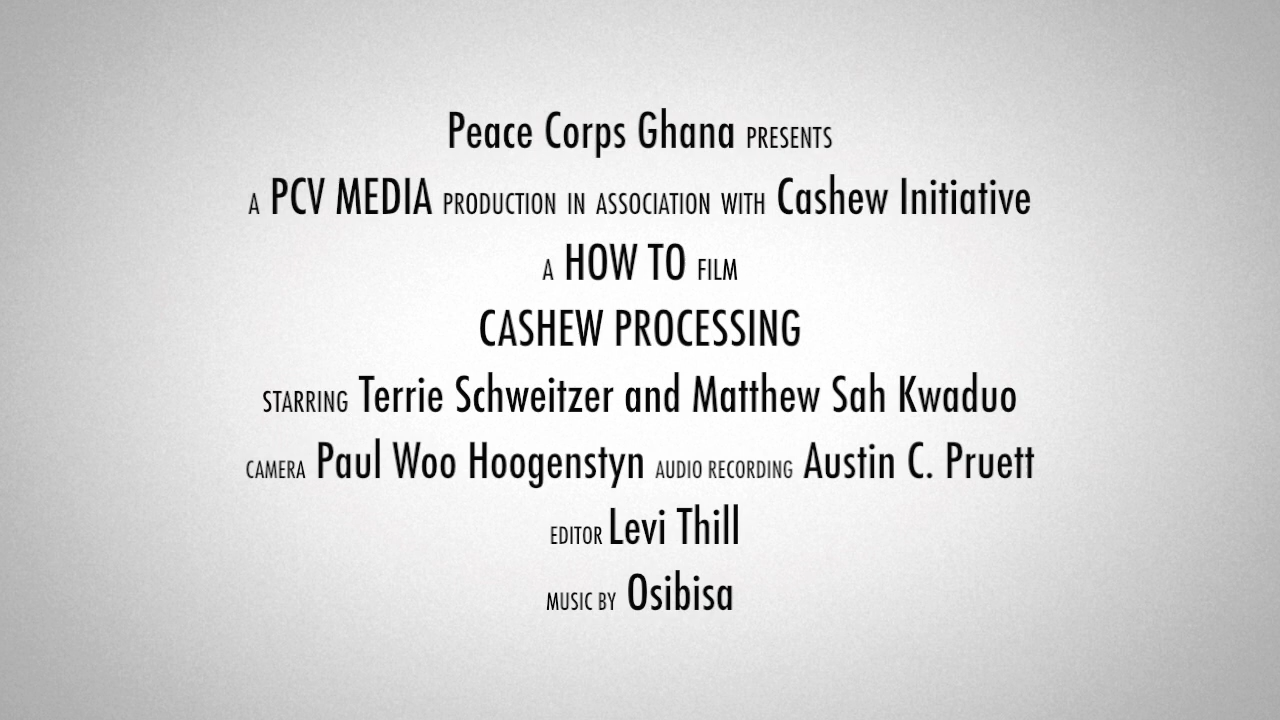 Peace Corps Ghana PRESENTS
A PCV MEDIA PRODUCTION IN ASSOCIATION WITH Cashew Initiative
A HOW TO FILM
CASHEW PROCESSING
STARRING Terrie Schweitzer and Matthew Sah Kwaduo
CAMERA Paul Woo Hoogenstyn AUDIO RECORDING Austin C. Pruett
EDITOR Levi Thill
MUSIC BY Osibisa